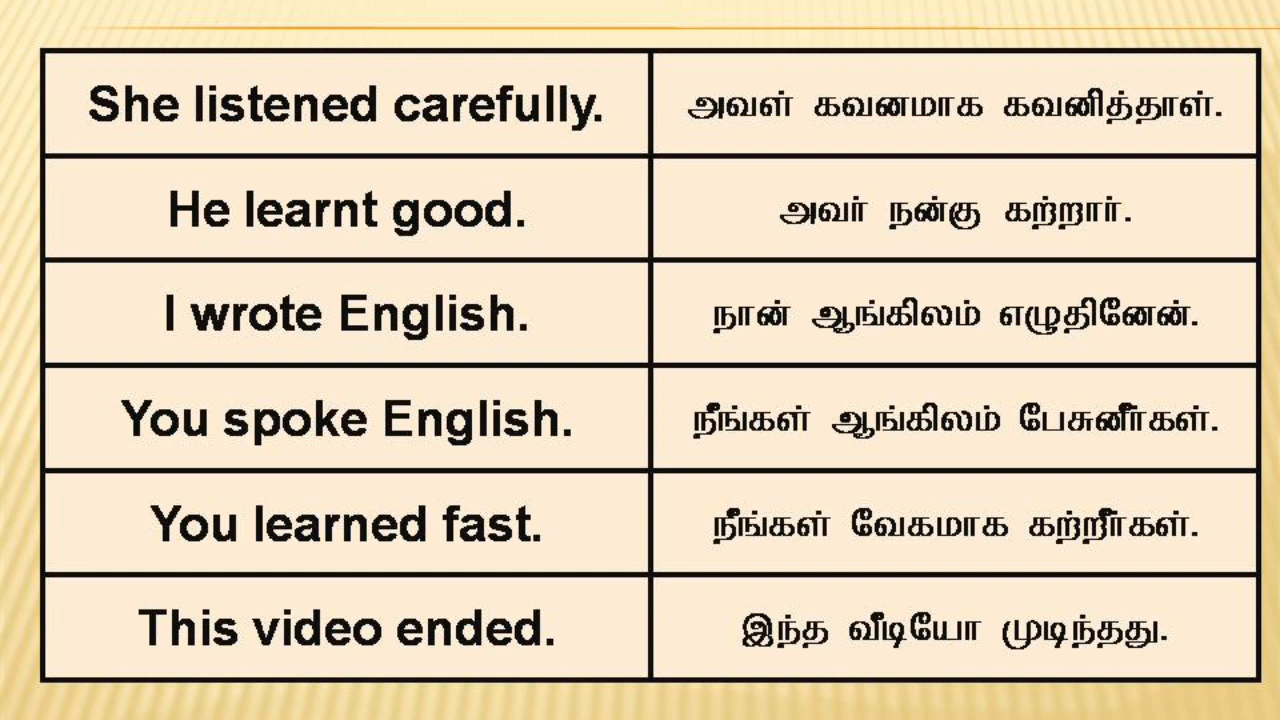 She listened carefully. அவள் கவனமாக கவனித்தாள்.
He learnt good. அவர் நன்கு கற்றார்.
I wrote English. நான் ஆங்கிலம் எழுதினேன்.
You spoke English. நீங்கள் ஆங்கிலம் பேசுனீர்கள்.
You learned fast. நீங்கள் வேகமாக கற்றீர்கள்.
This video ended. இந்த வீடியோ முடிந்தது.